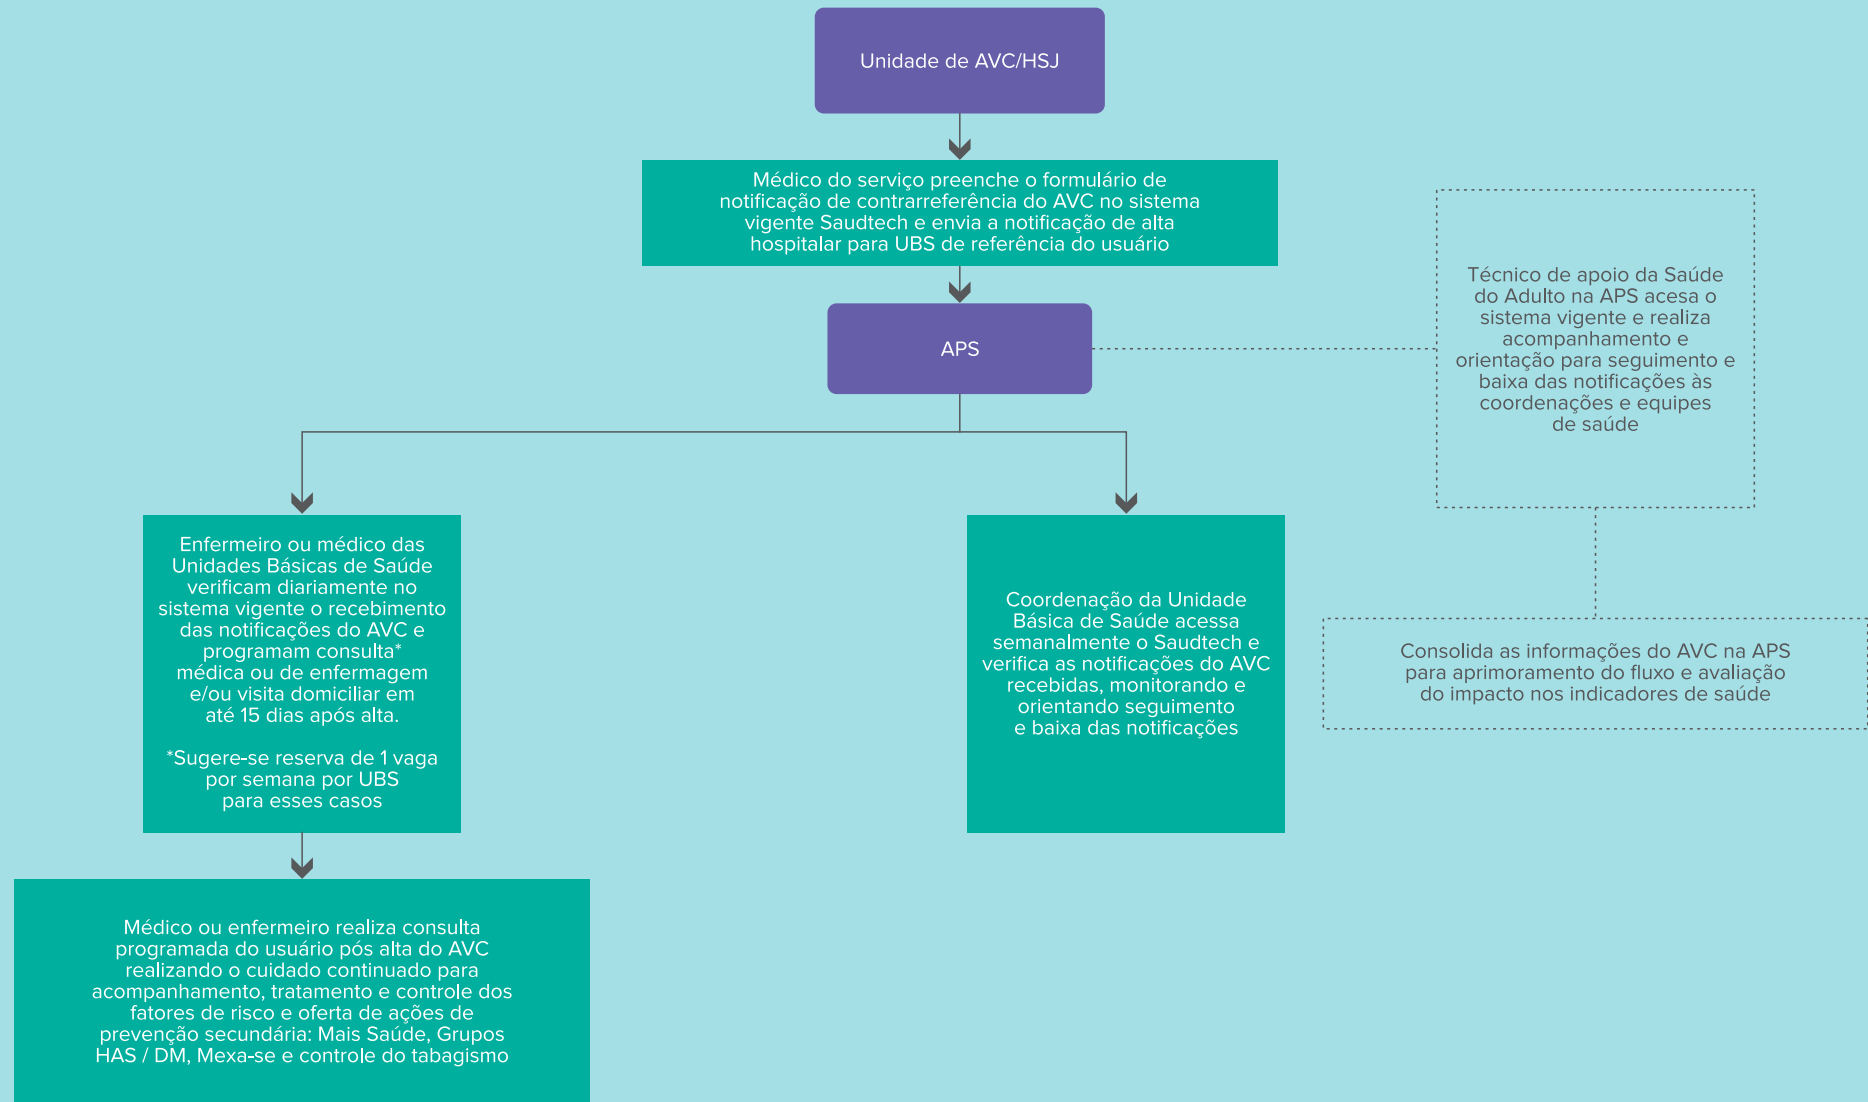 Unidade de AVC/HSJ
Médico do serviço preenche o formulário de
notificação de contrarreferência do AVC no sistema
vigente Saudtech e envia a notificação de alta
hospitalar para UBS de referência do usuário
APS
Técnico de apoio da Saúde
do Adulto na APS acesa o
sistema vigente e realiza
acompanhamento e
orientação para seguimento e
baixa das notificações às
coordenações e equipes
de saúde
Enfermeiro ou médico das
Unidades Básicas de Saúde
verificam diariamente no
sistema vigente o recebimento
das notificações do AVC e
programam consulta*
médica ou de enfermagem
e/ou visita domiciliar em
até 15 dias após alta.
*Sugere-se reserva de 1 vaga
por semana por UBS
para esses casos
Coordenação da Unidade
Básica de Saúde acessa
semanalmente o Saudtech e
verifica as notificações do AVC
recebidas, monitorando e
orientando seguimento
e baixa das notificações
Consolida as informações do AVC na APS
para aprimoramento do fluxo e avaliação
do impacto nos indicadores de saúde
Médico ou enfermeiro realiza consulta
programada do usuário pós alta do AVC
realizando o cuidado continuado para
acompanhamento, tratamento e controle dos
fatores de risco e oferta de ações de
prevenção secundária: Mais Saúde, Grupos
HAS / DM, Mexa-se e controle do tabagismo